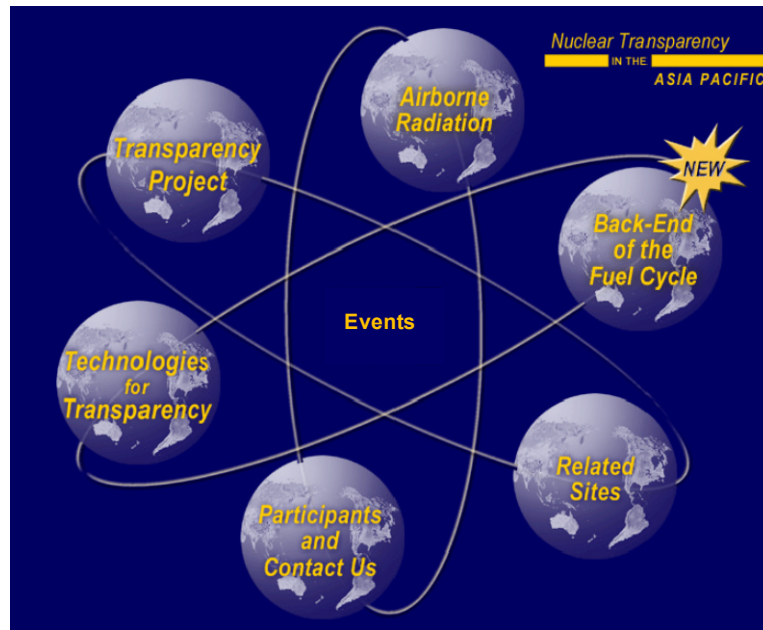 Nuclear Transparency
IN THE
ASIA PACIFIC
Airborne
Radiation
Transparency
Project
NEW
Back-End
of the
Fuel Cycle
Events
Technologies
for
Transparency
Related
Sites
Participants
and
Contact Us